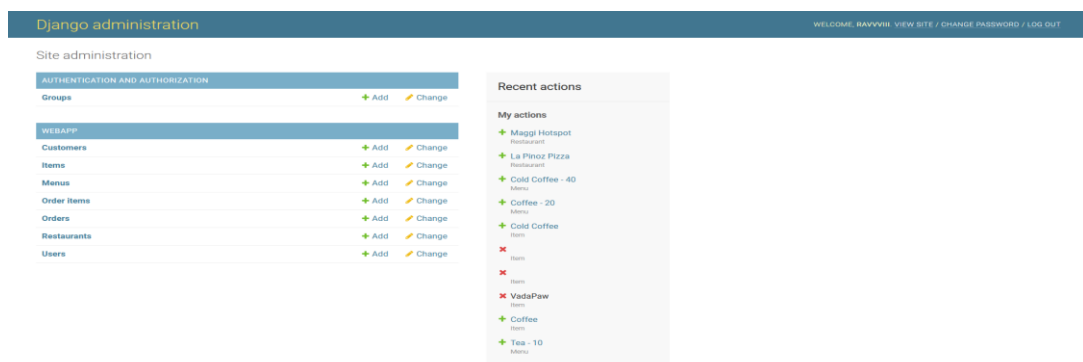 Django administration
WELCOME, RAVVVIII. VIEW SITE / CHANGE PASSWORD / LOG OUT
Site administration
AUTHENTICATION AND AUTHORIZATION
Groups + Add Change
WEBAPP
Customers + Add Change
Items + Add Change
Menus + Add Change
Order items + Add Change
Orders + Add Change
Restaurants + Add Change
Users + Add Change
Recent actions
My actions
+ Maggi Hotspot
Restaurant
+ La Pinoz Pizza
Restaurant
+ Cold Coffee - 40
Menu
+ Coffee - 20
Menu
+ Cold Coffee
Item
Item
Item
VadaPaw
Item
+ Coffee
Item
+ Tea - 10
Menu